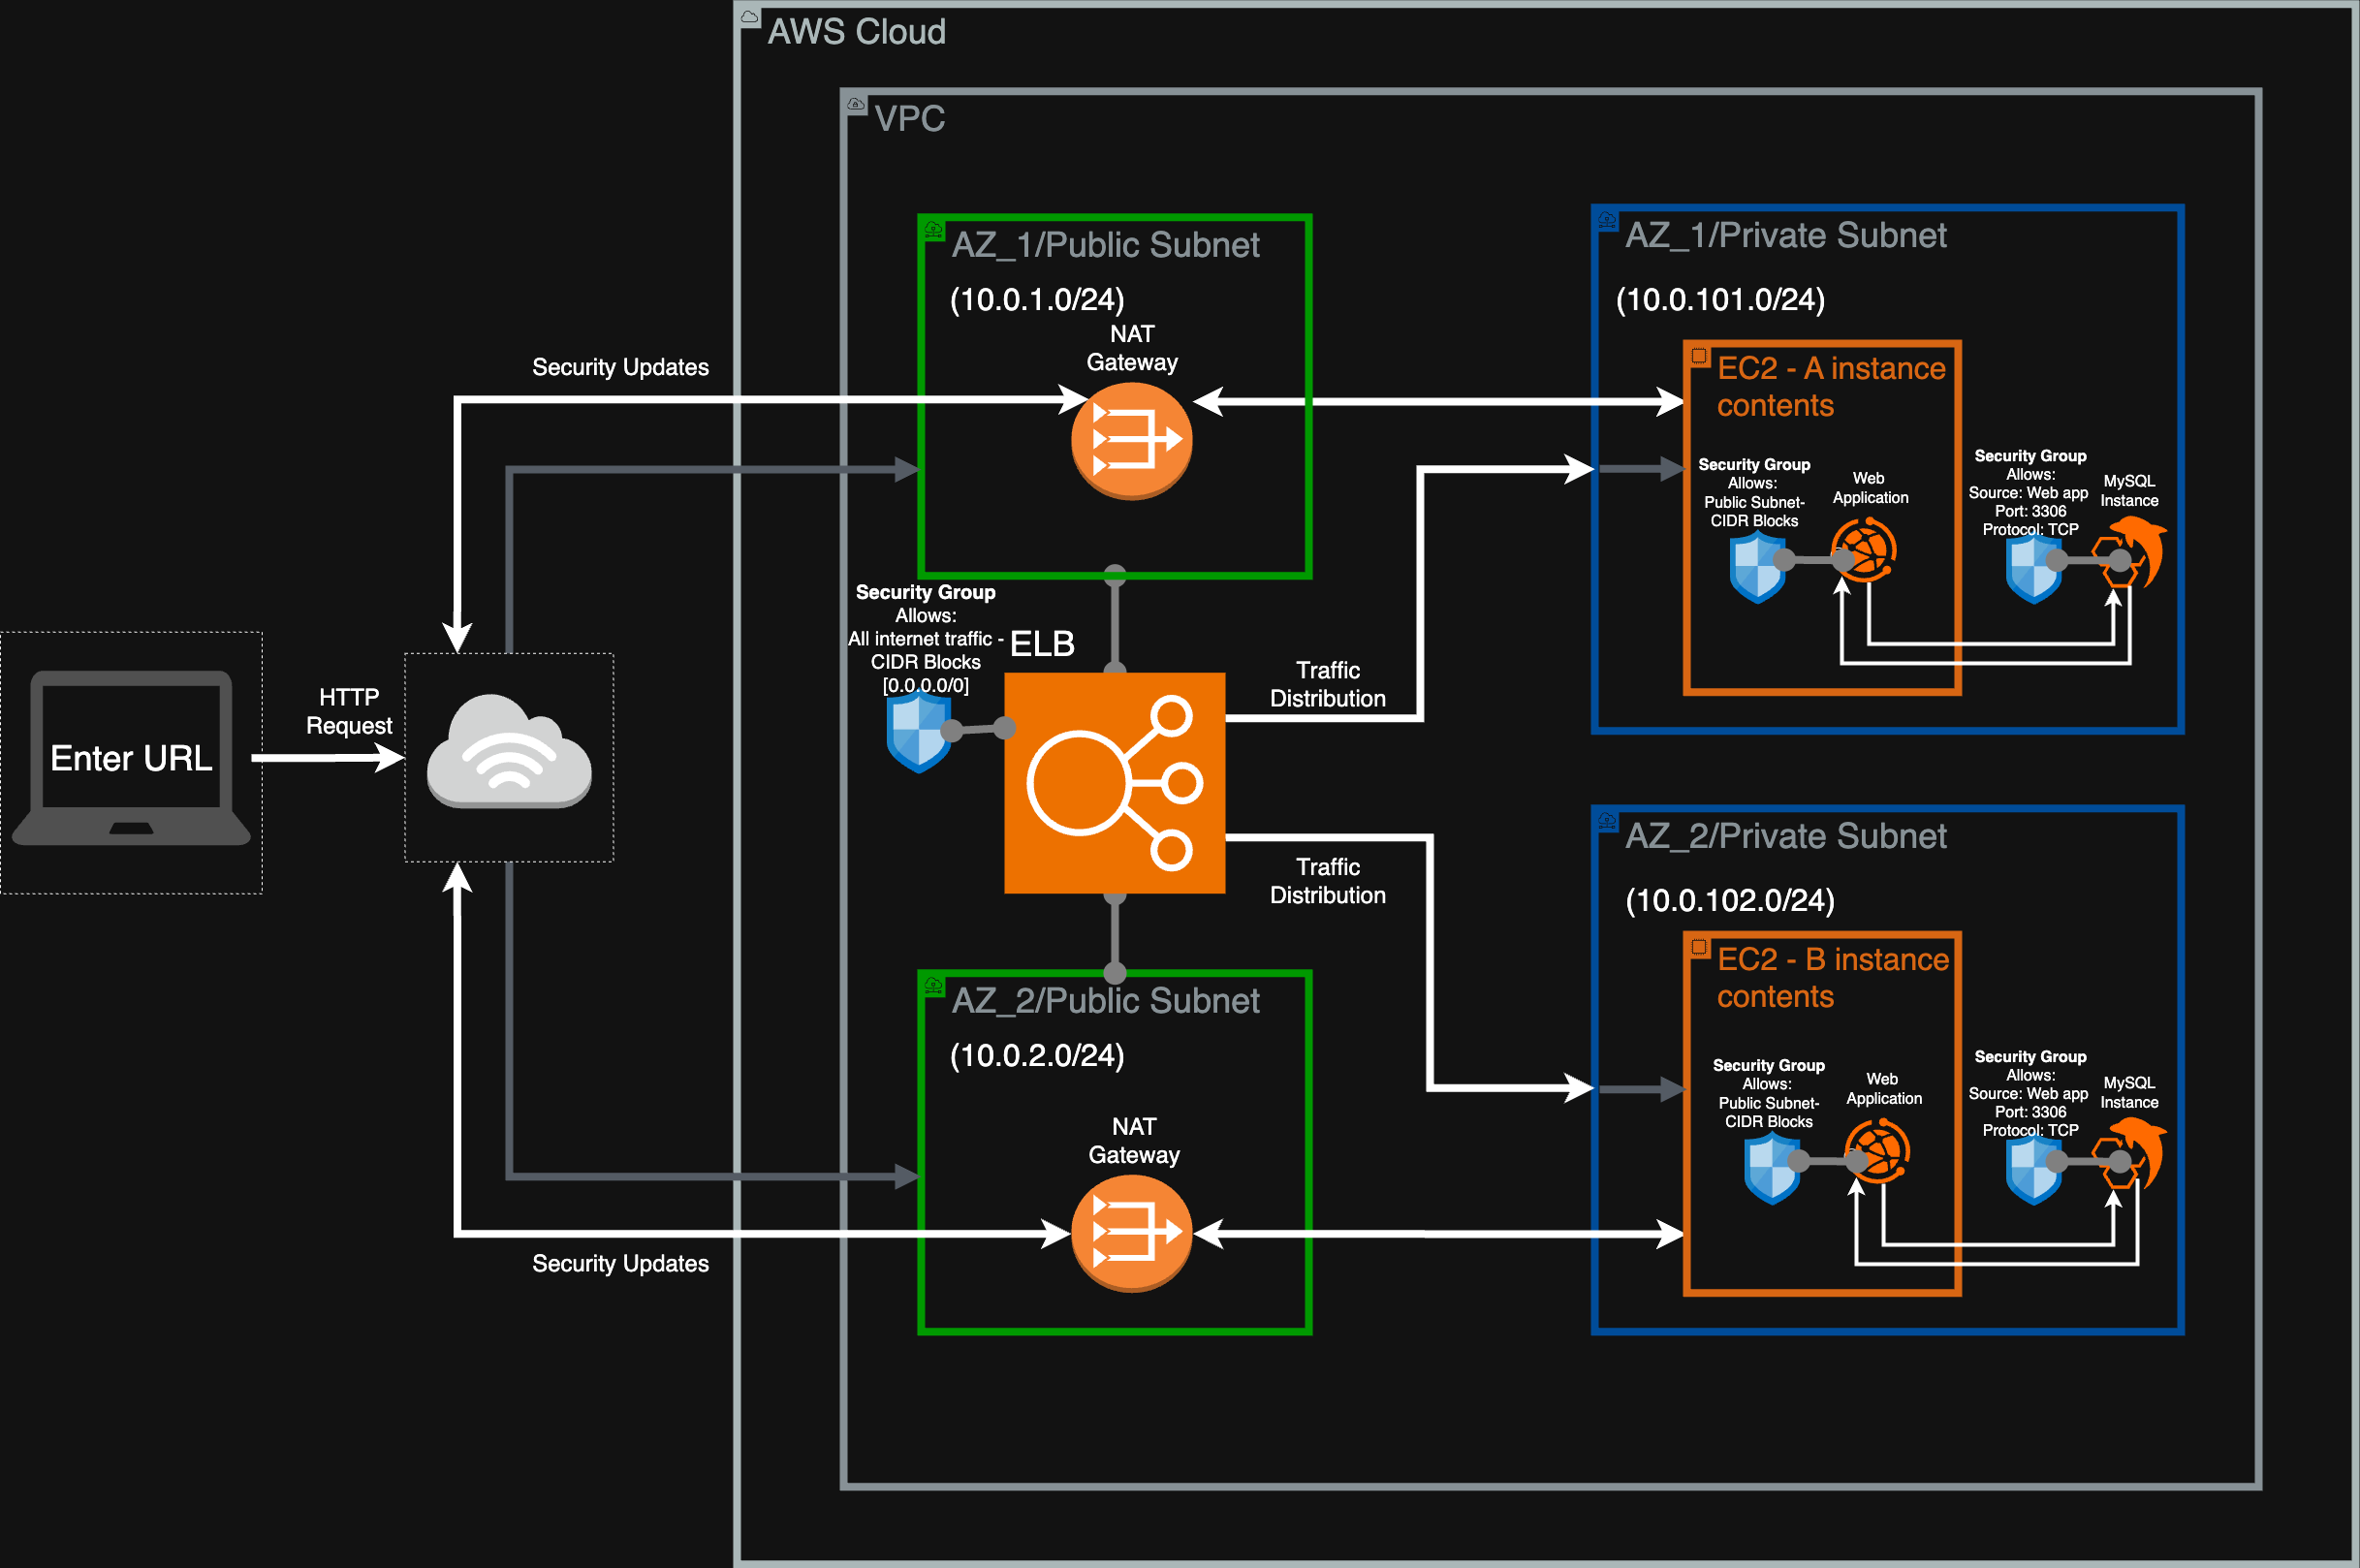 AWS Cloud
VPC
AZ_1/Public Subnet
(10.0.1.0/24)
NAT
Gateway
AZ_1/Private Subnet
(10.0.101.0/24)
EC2 - A instance
contents
Security Group
Allows:
Public Subnet-
CIDR Blocks
Web
Application
Security Group
Allows:
Source: Web app
Port: 3306
Protocol: TCP
MySQL
Instance
Security Updates
Security Group
Allows:
All internet traffic -
CIDR Blocks
[0.0.0.0/0]
ELB
Traffic
Distribution
HTTP
Request
Enter URL
Traffic
Distribution
AZ_2/Private Subnet
(10.0.102.0/24)
EC2 - B instance
contents
Security Group
Allows:
Public Subnet-
CIDR Blocks
Web
Application
Security Group
Allows:
Source: Web app
Port: 3306
Protocol: TCP
MySQL
Instance
AZ_2/Public Subnet
(10.0.2.0/24)
NAT
Gateway
Security Updates